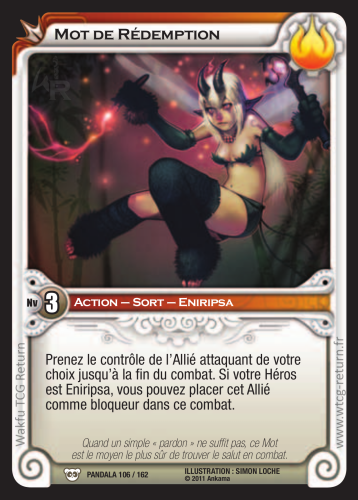 Mot de Rédemption
Nv 3
Action – Sort – Eniripsa
Prenez le contrôle de l'Allié attaquant de votre
choix jusqu'à la fin du combat. Si votre Héros
est Eniripsa, vous pouvez placer cet Allié
comme bloqueur dans ce combat.
Quand un simple « pardon » ne suffit pas, ce Mot
est le moyen le plus sûr de trouver le salut en combat.
PANDALA 106 / 162
ILLUSTRATION : SIMON LOCHE
© 2011 Ankama
Wakfu TCG Return
www.wtcg-return.fr